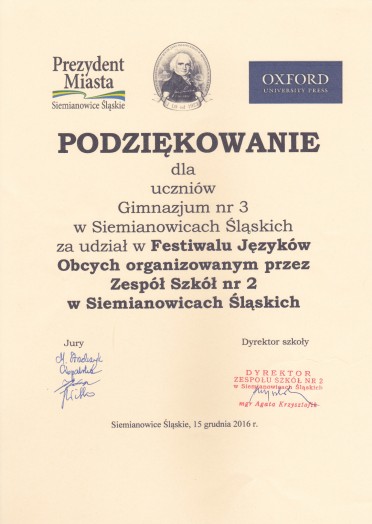 Prezydent
Miasta
Siemianowice Śląskie
OXFORD
UNIVERSITY PRESS
PODZIĘKOWANIE
dla
uczniów
Gimnazjum nr 3
w Siemianowicach Śląskich
za udział w Festiwalu Języków
Obcych organizowanym przez
Zespół Szkół nr 2
w Siemianowicach Śląskich
Jury
Dyrektor szkoły
DYREKTOR
ZESPOŁU SZKÓŁ NR 2
w Siemianowicach Śląskich
mgr Agata Krzysztofik
Siemianowice Śląskie, 15 grudnia 2016 r.